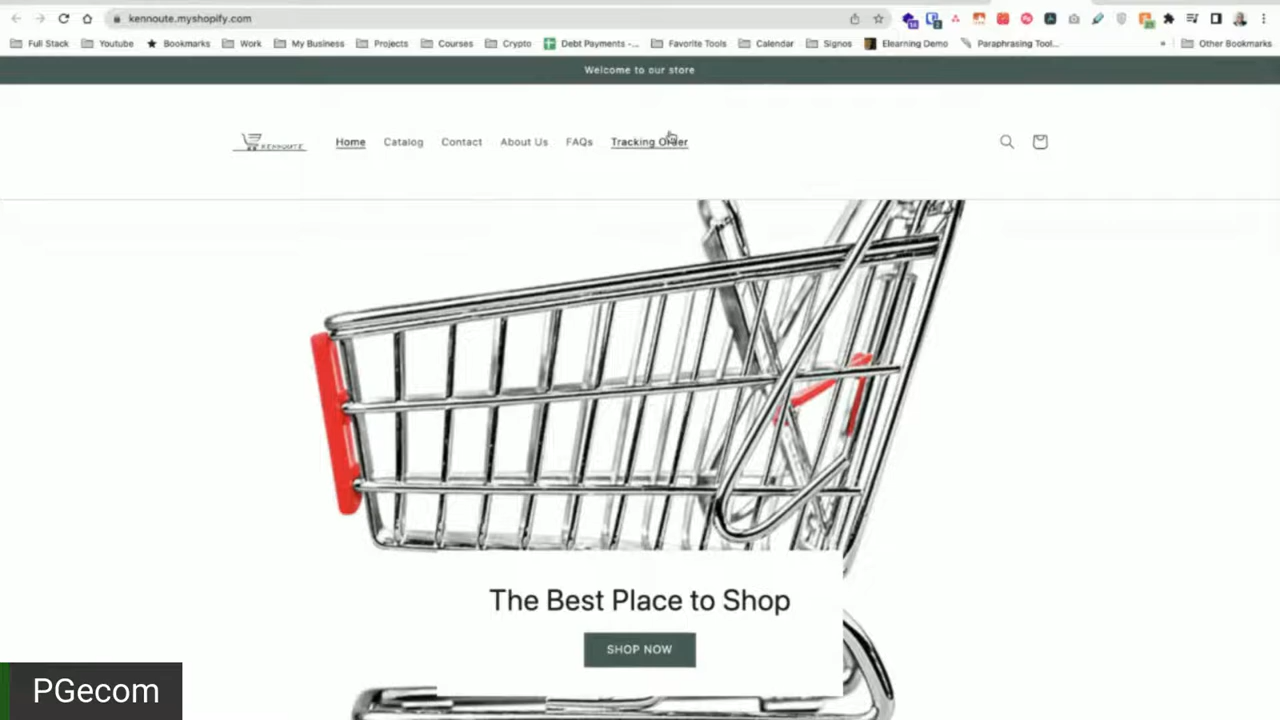 kennoute.myshopify.com
Full Stack Youtube Bookmarks Work My Business Projects Courses Crypto Debt Payments -... Favorite Tools Calendar Signos Elearning Demo Paraphrasing Tool... » Other Bookmarks
Welcome to our store
KENNOUTE Home Catalog Contact About Us FAQs Tracking Order
The Best Place to Shop
SHOP NOW
PGecom